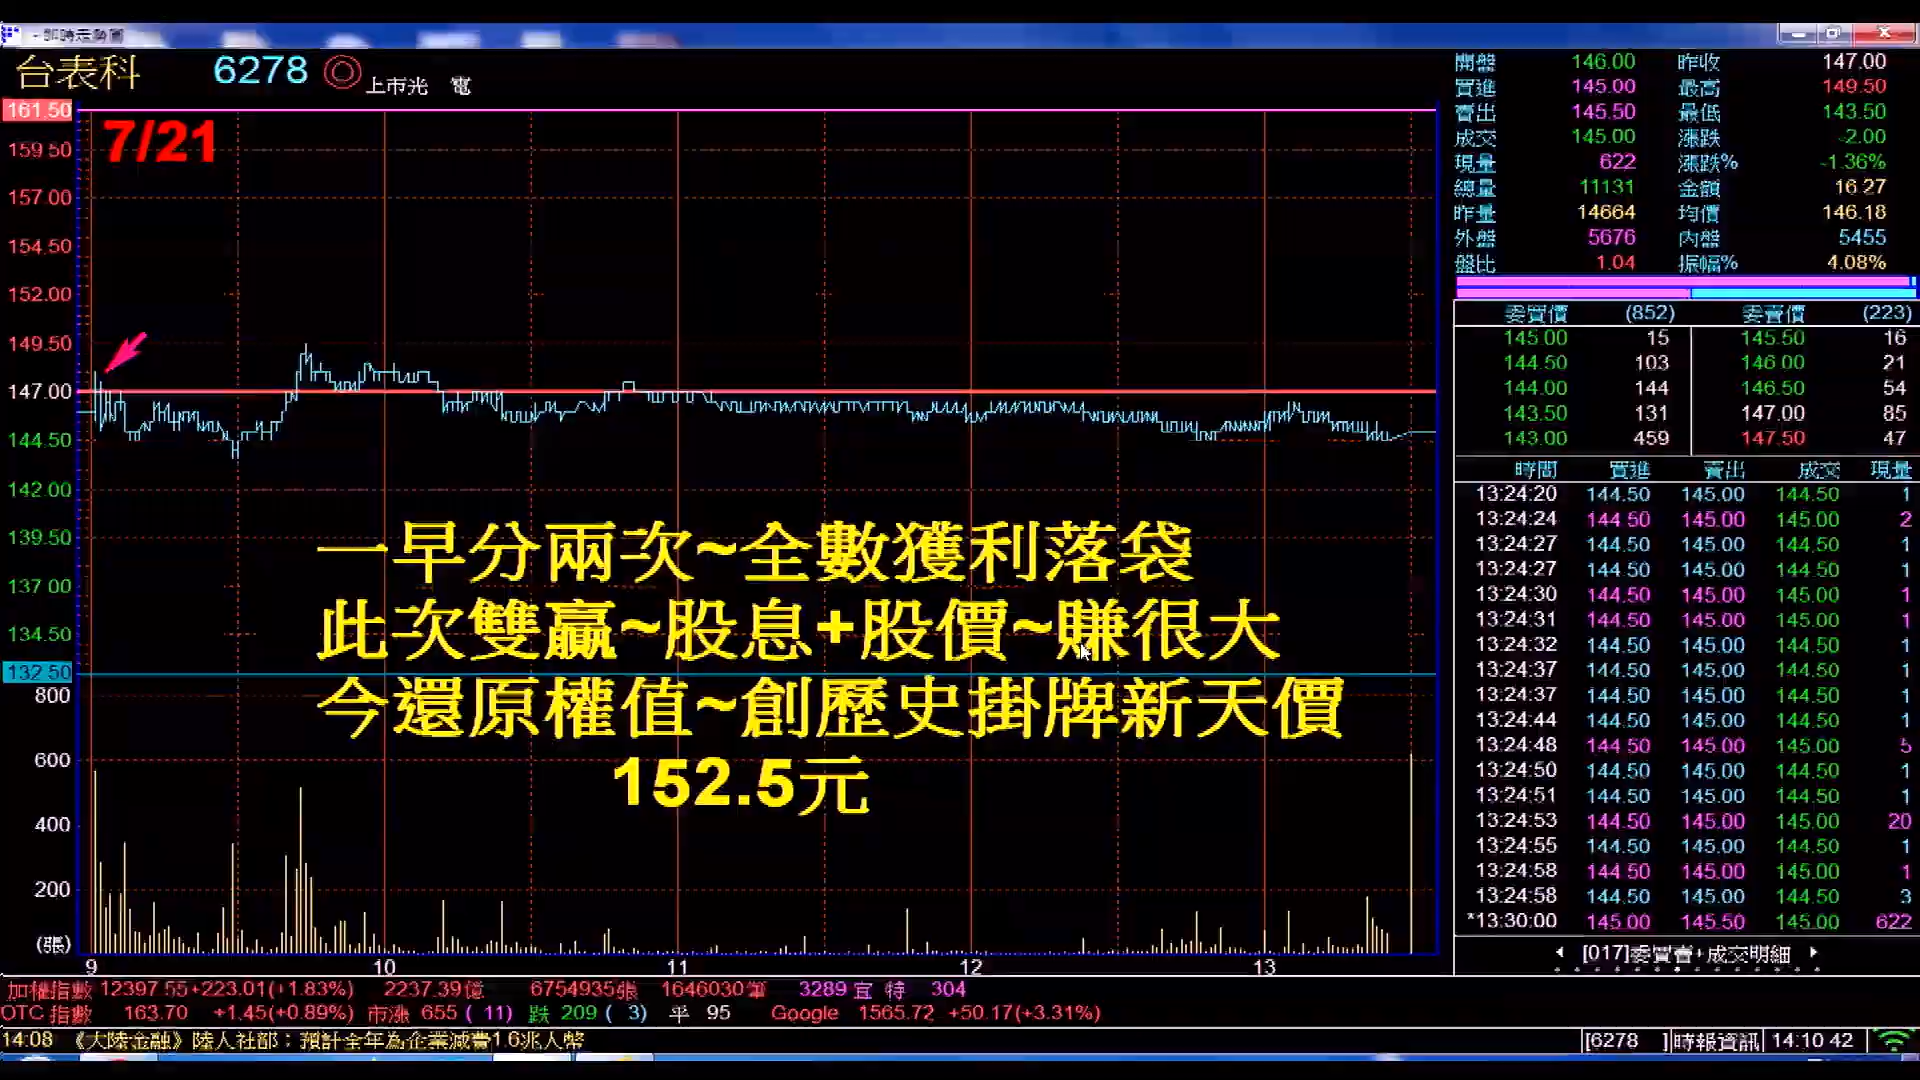 - 即時走勢圖
台表科 6278 ◎ 上市光 電
7/21
161.50
159.50
157.00
154.50
152.00
149.50
147.00
144.50
142.00
139.50
137.00
134.50
132.50
800
600
400
200
(張)
9 10 11 12 13
一早分兩次~全數獲利落袋
此次雙贏~股息+股價~賺很大
今還原權值~創歷史掛牌新天價
152.5元
開盤 146.00 昨收 147.00
買進 145.00 最高 149.50
賣出 145.50 最低 143.50
成交 145.00 漲跌 -2.00
現量 622 漲跌% -1.36%
總量 11131 金額 16.27
昨量 14664 均價 146.18
外盤 5676 內盤 5455
盤比 1.04 振幅% 4.08%
委買價 (852) 委賣價 (223)
145.00 15 145.50 16
144.50 103 146.00 21
144.00 144 146.50 54
143.50 131 147.00 85
143.00 459 147.50 47
時間 買進 賣出 成交 現量
13:24:20 144.50 145.00 144.50 1
13:24:24 144.50 145.00 145.00 2
13:24:27 144.50 145.00 144.50 1
13:24:27 144.50 145.00 144.50 1
13:24:30 144.50 145.00 145.00 1
13:24:31 144.50 145.00 145.00 1
13:24:32 144.50 145.00 144.50 1
13:24:37 144.50 145.00 144.50 1
13:24:37 144.50 145.00 144.50 1
13:24:44 144.50 145.00 144.50 1
13:24:48 144.50 145.00 145.00 5
13:24:50 144.50 145.00 144.50 1
13:24:51 144.50 145.00 144.50 1
13:24:53 144.50 145.00 145.00 20
13:24:55 144.50 145.00 144.50 1
13:24:58 144.50 145.00 145.00 1
13:24:58 144.50 145.00 144.50 3
*13:30:00 145.00 145.50 145.00 622
[017]委買賣+成交明細
加權指數 12397.55+223.01(+1.83%) 2237.39億 6754935張 1646030筆 3289 宜 特 304
OTC 指數 163.70 +1.45(+0.89%) 市漲 655 ( 11) 跌 209 ( 3) 平 95 Google 1565.72 +50.17(+3.31%)
14:08 《大陸金融》陸人社部：預計全年為企業減費1.6兆人幣 [6278 ]時報資訊 14:10:42